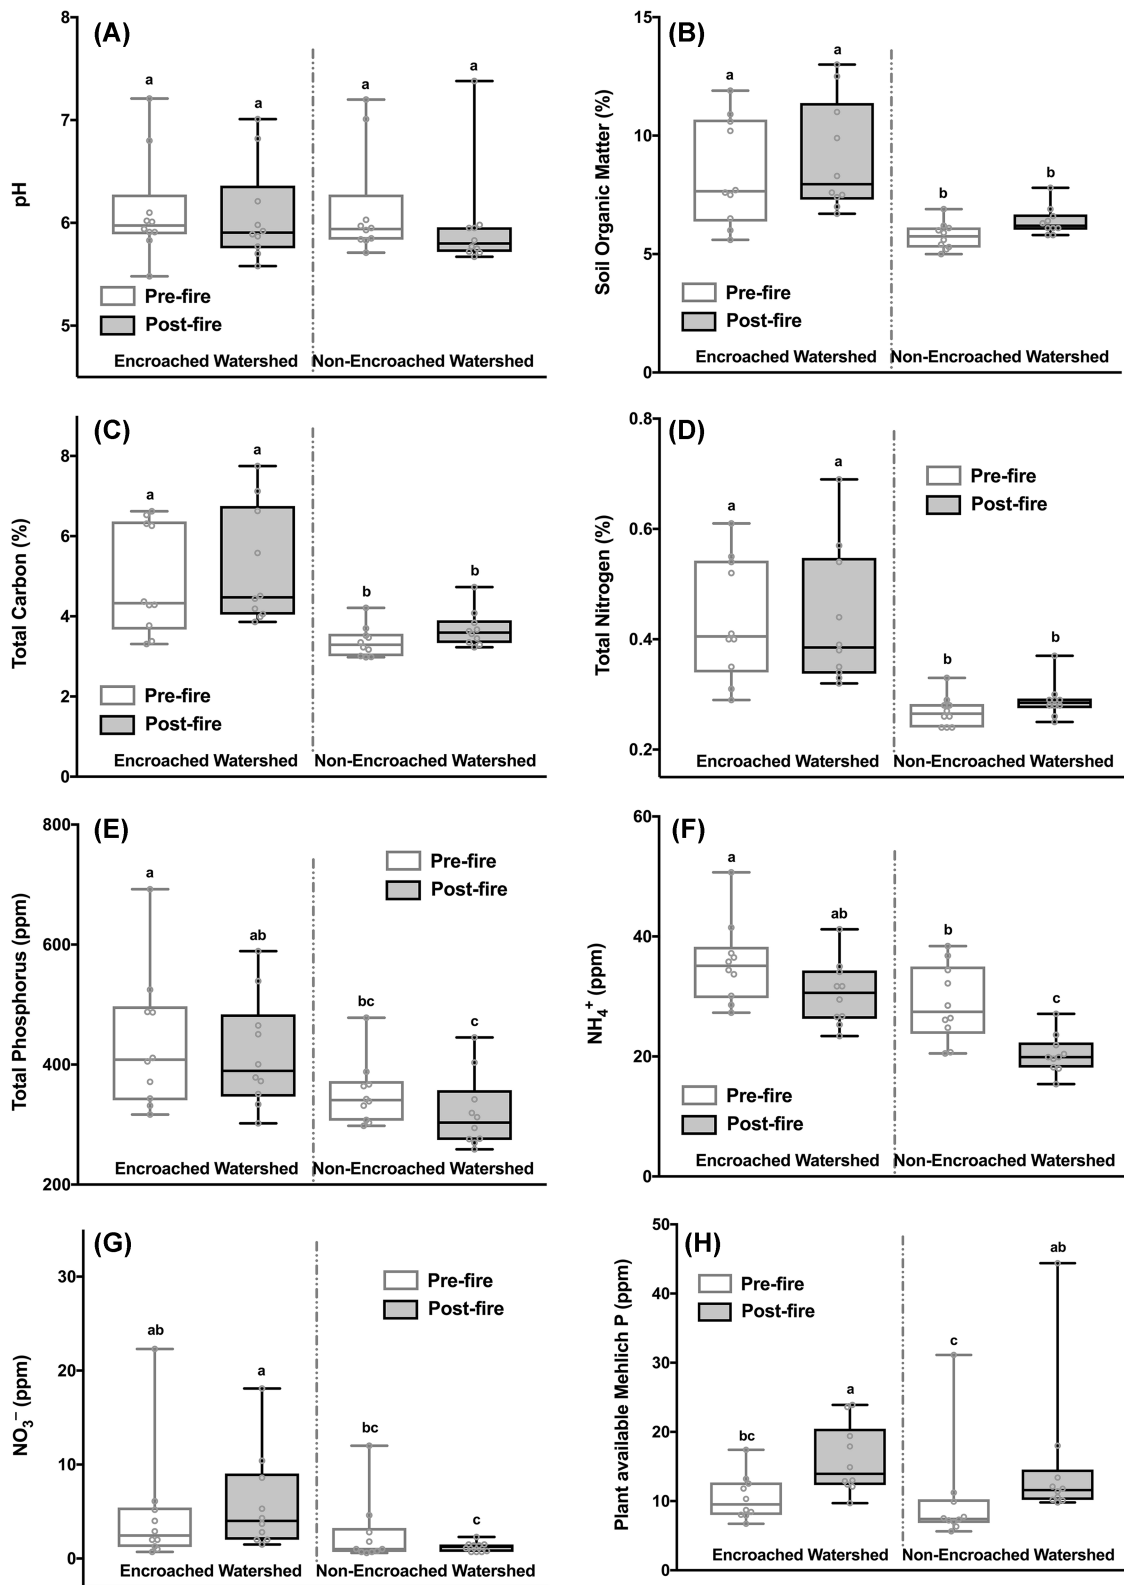 (A)
8
7
6
5
pH
a
a
a
a
Pre-fire
Post-fire
Encroached Watershed
Non-Encroached Watershed
(B)
15
10
5
0
Soil Organic Matter (%)
a
a
b
b
Pre-fire
Post-fire
Encroached Watershed
Non-Encroached Watershed
(C)
8
6
4
2
0
Total Carbon (%)
a
a
b
b
Pre-fire
Post-fire
Encroached Watershed
Non-Encroached Watershed
(D)
0.8
0.6
0.4
0.2
Total Nitrogen (%)
a
a
b
b
Pre-fire
Post-fire
Encroached Watershed
Non-Encroached Watershed
(E)
800
600
400
200
Total Phosphorus (ppm)
a
ab
bc
c
Pre-fire
Post-fire
Encroached Watershed
Non-Encroached Watershed
(F)
60
40
20
0
NH₄⁺ (ppm)
a
ab
b
c
Pre-fire
Post-fire
Encroached Watershed
Non-Encroached Watershed
(G)
30
20
10
0
NO₃⁻ (ppm)
ab
a
bc
c
Pre-fire
Post-fire
Encroached Watershed
Non-Encroached Watershed
(H)
50
40
30
20
10
0
Plant available Mehlich P (ppm)
bc
a
c
ab
Pre-fire
Post-fire
Encroached Watershed
Non-Encroached Watershed